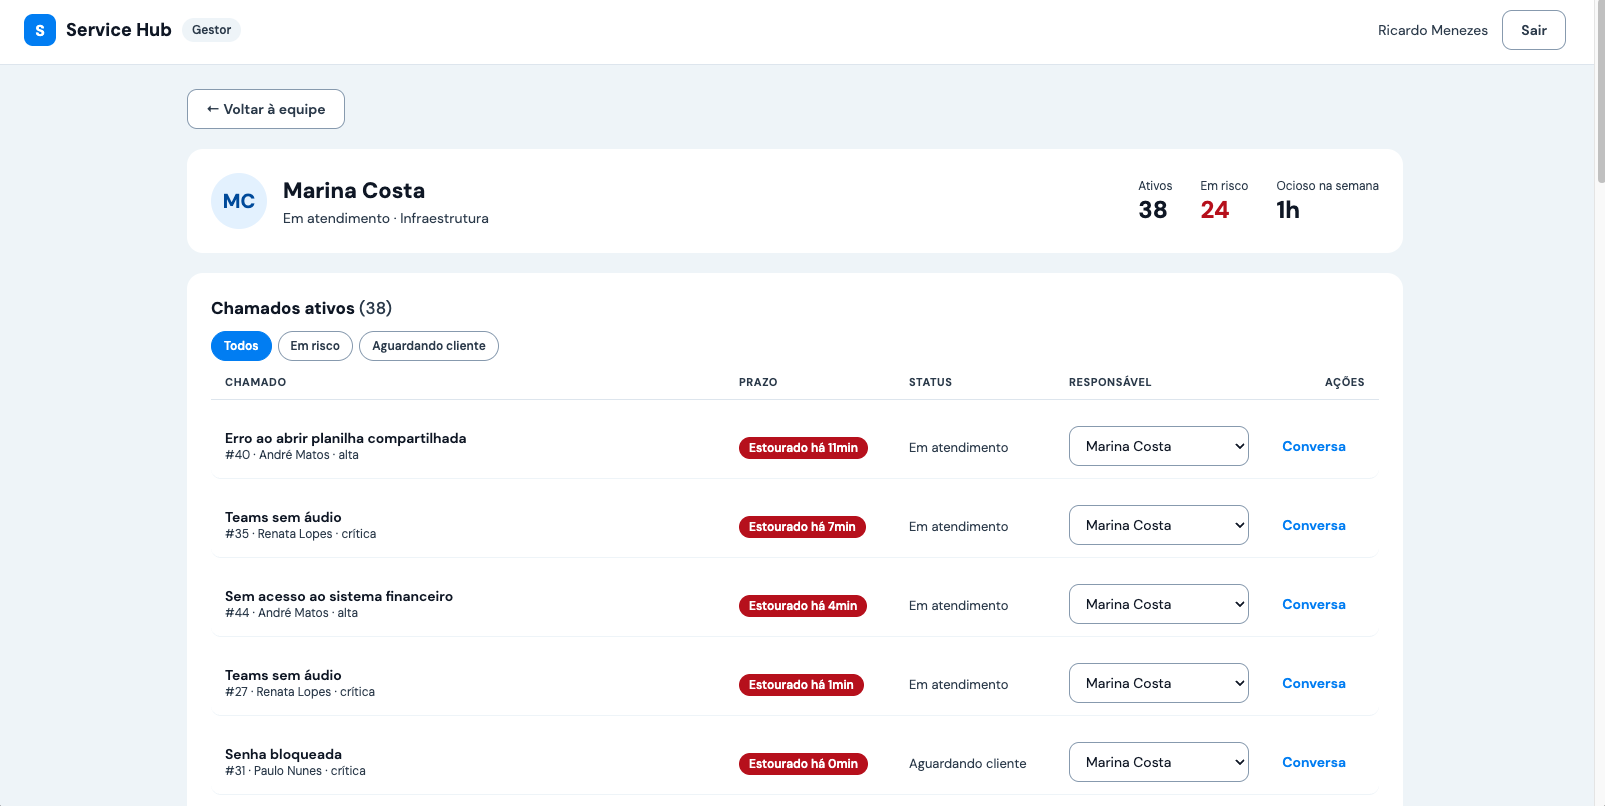 S Service Hub Gestor Ricardo Menezes Sair
← Voltar à equipe
MC
Marina Costa
Em atendimento · Infraestrutura
Ativos Em risco Ocioso na semana
38 24 1h
Chamados ativos (38)
Todos Em risco Aguardando cliente
CHAMADO PRAZO STATUS RESPONSÁVEL AÇÕES
Erro ao abrir planilha compartilhada
#40 · André Matos · alta
Estourado há 11min Em atendimento Marina Costa Conversa
Teams sem áudio
#35 · Renata Lopes · crítica
Estourado há 7min Em atendimento Marina Costa Conversa
Sem acesso ao sistema financeiro
#44 · André Matos · alta
Estourado há 4min Em atendimento Marina Costa Conversa
Teams sem áudio
#27 · Renata Lopes · crítica
Estourado há 1min Em atendimento Marina Costa Conversa
Senha bloqueada
#31 · Paulo Nunes · crítica
Estourado há 0min Aguardando cliente Marina Costa Conversa